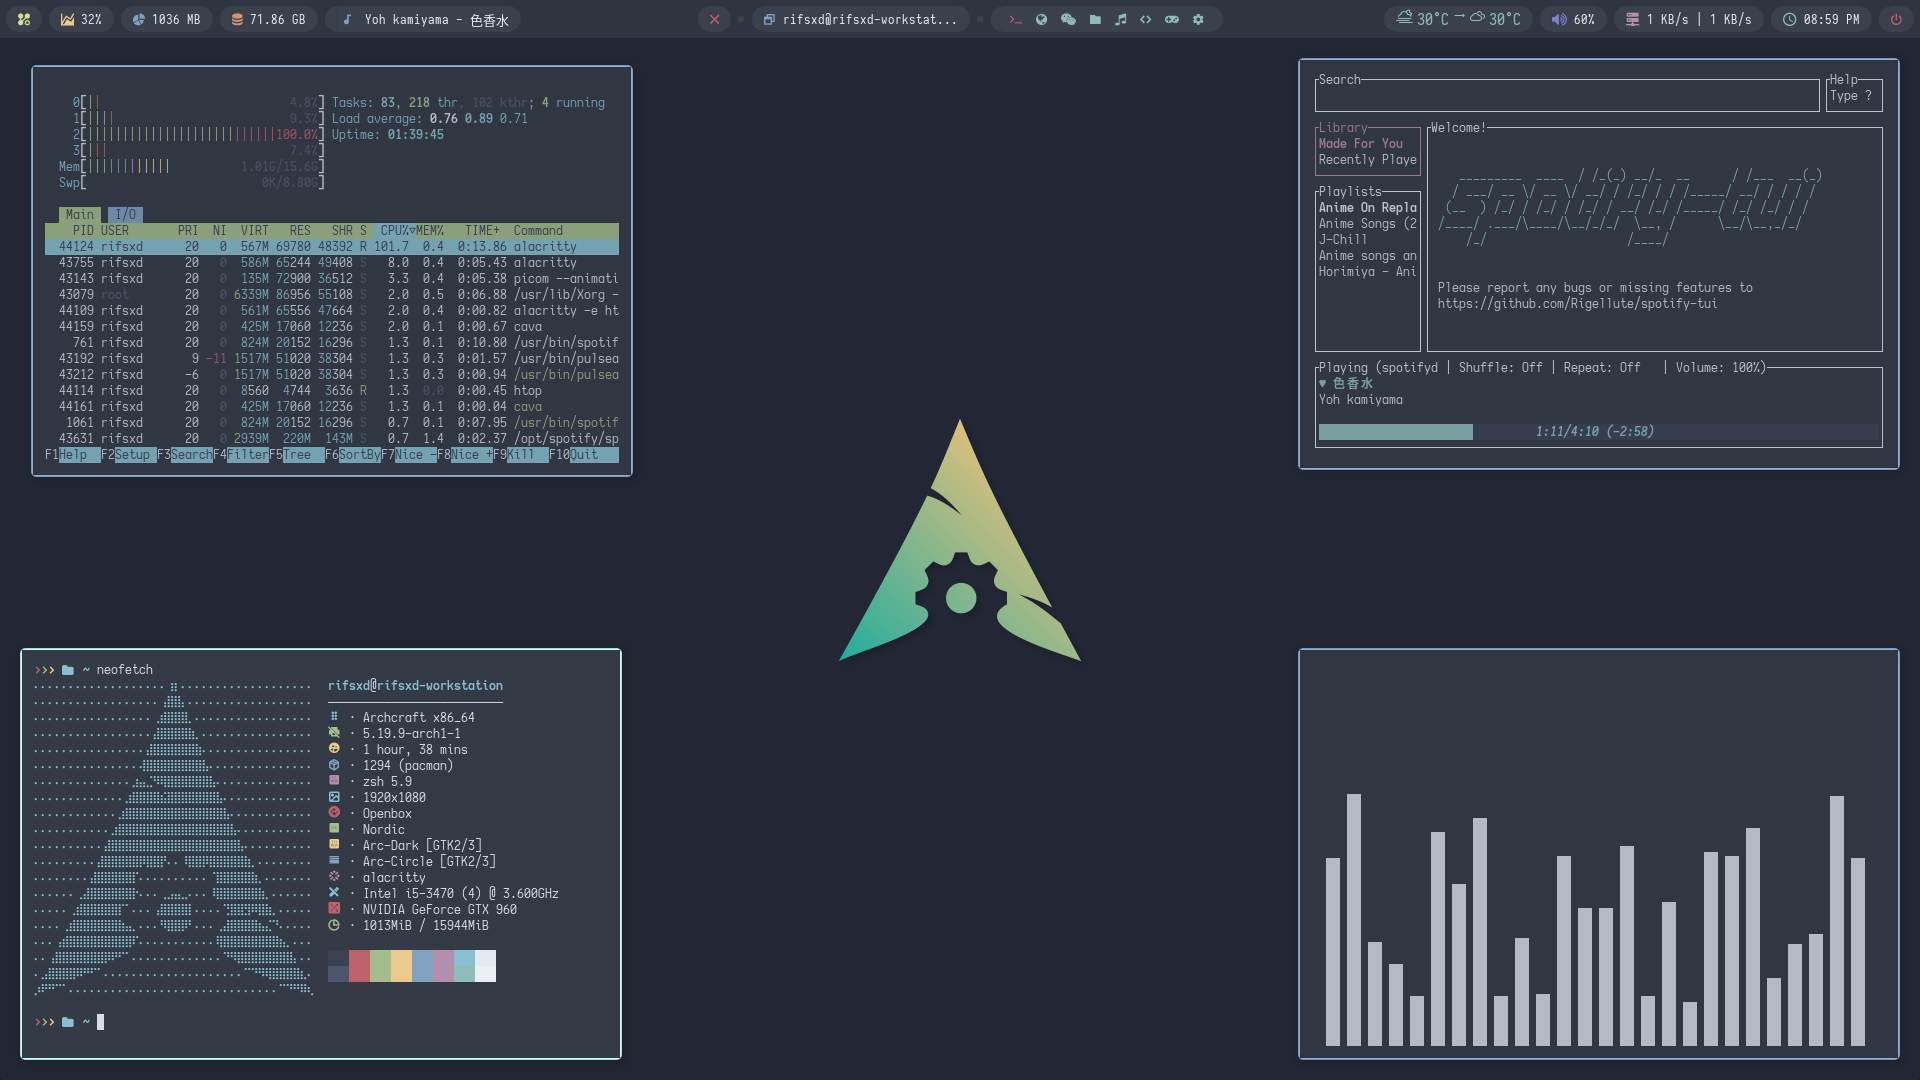 32%
1036 MB
71.86 GB
Yoh kamiyama - 色香水
rifsxd@rifsxd-workstat...
30°C → 30°C
60%
1 KB/s | 1 KB/s
08:59 PM
0[|| 4.8%] Tasks: 83, 218 thr, 102 kthr; 4 running
1[|||| 9.3%] Load average: 0.76 0.89 0.71
2[||||||||||||||||||||||||||100.0%] Uptime: 01:39:45
3[||| 7.4%]
Mem[|||||||||||| 1.01G/15.6G]
Swp[ 0K/8.80G]
Main I/O
PID USER PRI NI VIRT RES SHR S CPU%▽MEM% TIME+ Command
44124 rifsxd 20 0 567M 69780 48392 R 101.7 0.4 0:13.86 alacritty
43755 rifsxd 20 0 586M 65244 49408 S 8.0 0.4 0:05.43 alacritty
43143 rifsxd 20 0 135M 72900 36512 S 3.3 0.4 0:05.38 picom --animati
43079 root 20 0 6339M 86956 55108 S 2.0 0.5 0:06.88 /usr/lib/Xorg -
44109 rifsxd 20 0 561M 65556 47664 S 2.0 0.4 0:00.82 alacritty -e ht
44159 rifsxd 20 0 425M 17060 12236 S 2.0 0.1 0:00.67 cava
761 rifsxd 20 0 824M 20152 16296 S 1.3 0.1 0:10.80 /usr/bin/spotif
43192 rifsxd 9 -11 1517M 51020 38304 S 1.3 0.3 0:01.57 /usr/bin/pulsea
43212 rifsxd -6 0 1517M 51020 38304 S 1.3 0.3 0:00.94 /usr/bin/pulsea
44114 rifsxd 20 0 8560 4744 3636 R 1.3 0.0 0:00.45 htop
44161 rifsxd 20 0 425M 17060 12236 S 1.3 0.1 0:00.04 cava
1061 rifsxd 20 0 824M 20152 16296 S 0.7 0.1 0:07.95 /usr/bin/spotif
43631 rifsxd 20 0 2939M 220M 143M S 0.7 1.4 0:02.37 /opt/spotify/sp
F1Help F2Setup F3SearchF4FilterF5Tree F6SortByF7Nice -F8Nice +F9Kill F10Quit
Search
Help
Type ?
Library
Made For You
Recently Playe
Playlists
Anime On Repla
Anime Songs (2
J-Chill
Anime songs an
Horimiya - Ani
Welcome!
Please report any bugs or missing features to
https://github.com/Rigellute/spotify-tui
Playing (spotifyd | Shuffle: Off | Repeat: Off | Volume: 100%)
♥ 色香水
Yoh kamiyama
1:11/4:10 (-2:58)
>>> ~ neofetch
rifsxd@rifsxd-workstation
· Archcraft x86_64
· 5.19.9-arch1-1
· 1 hour, 38 mins
· 1294 (pacman)
· zsh 5.9
· 1920x1080
· Openbox
· Nordic
· Arc-Dark [GTK2/3]
· Arc-Circle [GTK2/3]
· alacritty
· Intel i5-3470 (4) @ 3.600GHz
· NVIDIA GeForce GTX 960
· 1013MiB / 15944MiB
>>> ~